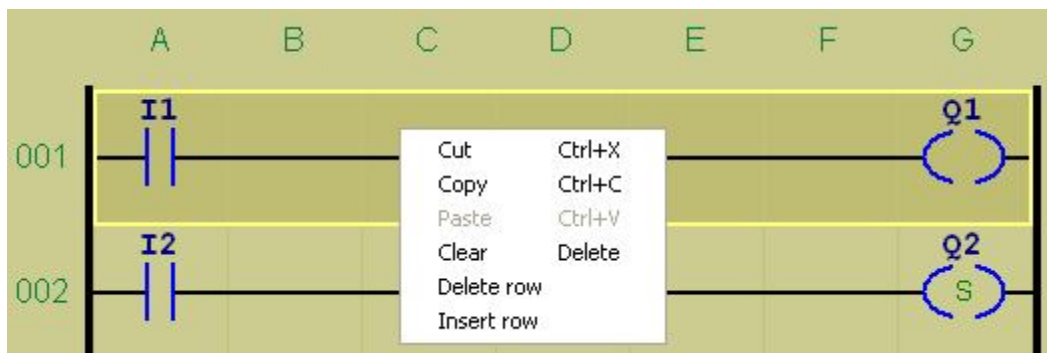 A B C D E F G
I1 Q1
001
Cut Ctrl+X
Copy Ctrl+C
Paste Ctrl+V
Clear Delete
Delete row
Insert row
I2 Q2
002 S